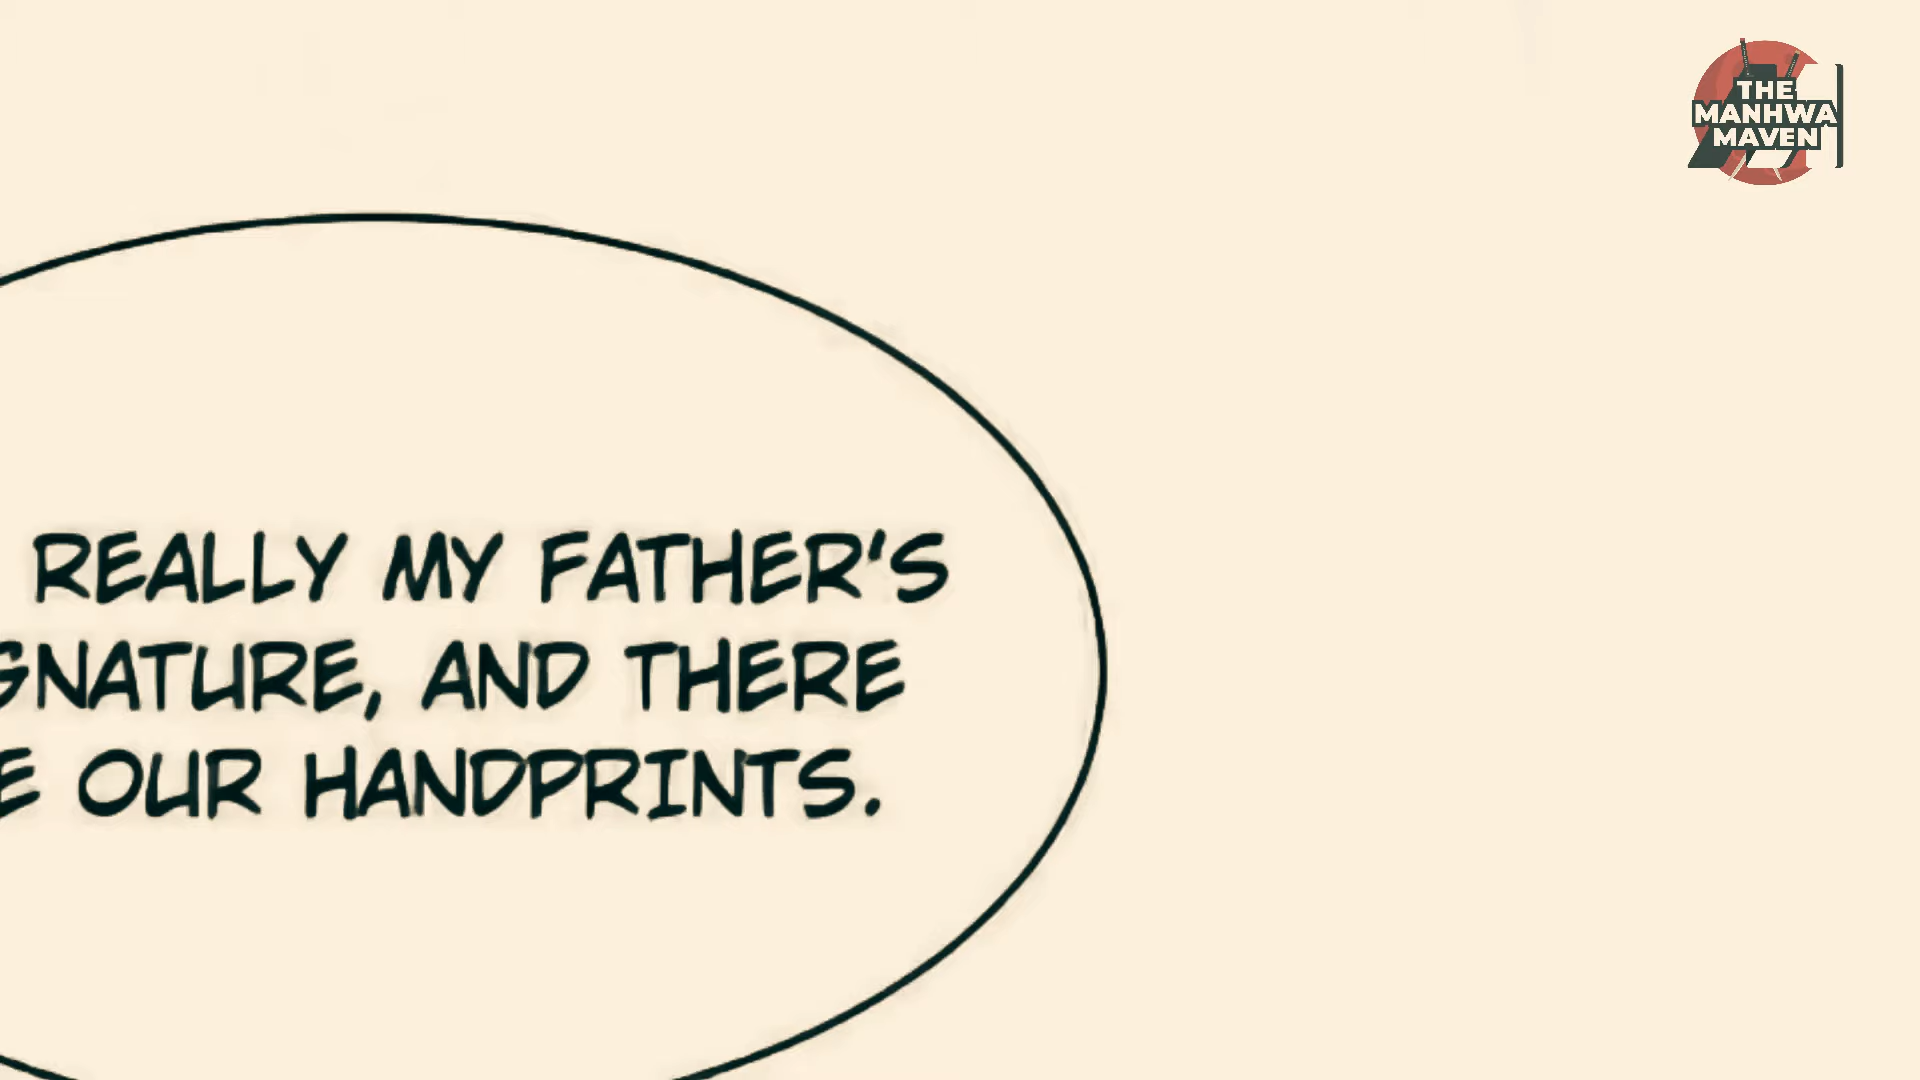 THE
MANHWA
MAVEN
REALLY MY FATHER'S
GNATURE, AND THERE
E OUR HANDPRINTS.